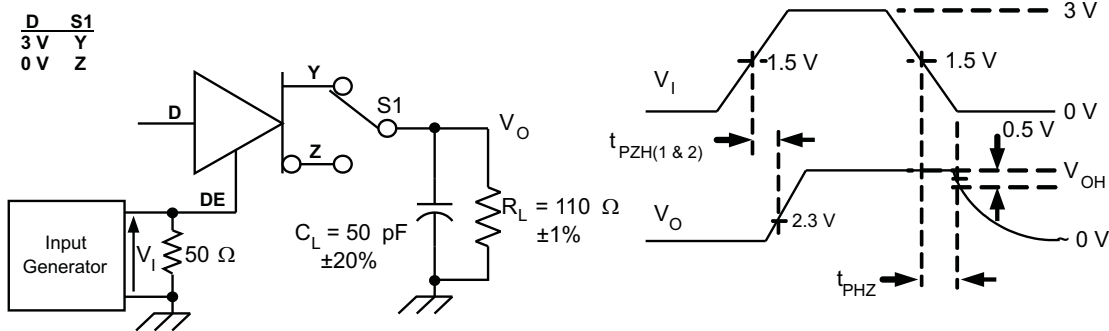 D S1
3 V Y
0 V Z
D
Y
S1
Z
DE
V_O
Input
Generator
V_I
50 Ω
C_L = 50 pF
±20%
R_L = 110 Ω
±1%
3 V
1.5 V
1.5 V
V_I
0 V
0.5 V
t_PZH(1 & 2)
V_OH
V_O
2.3 V
~ 0 V
t_PHZ